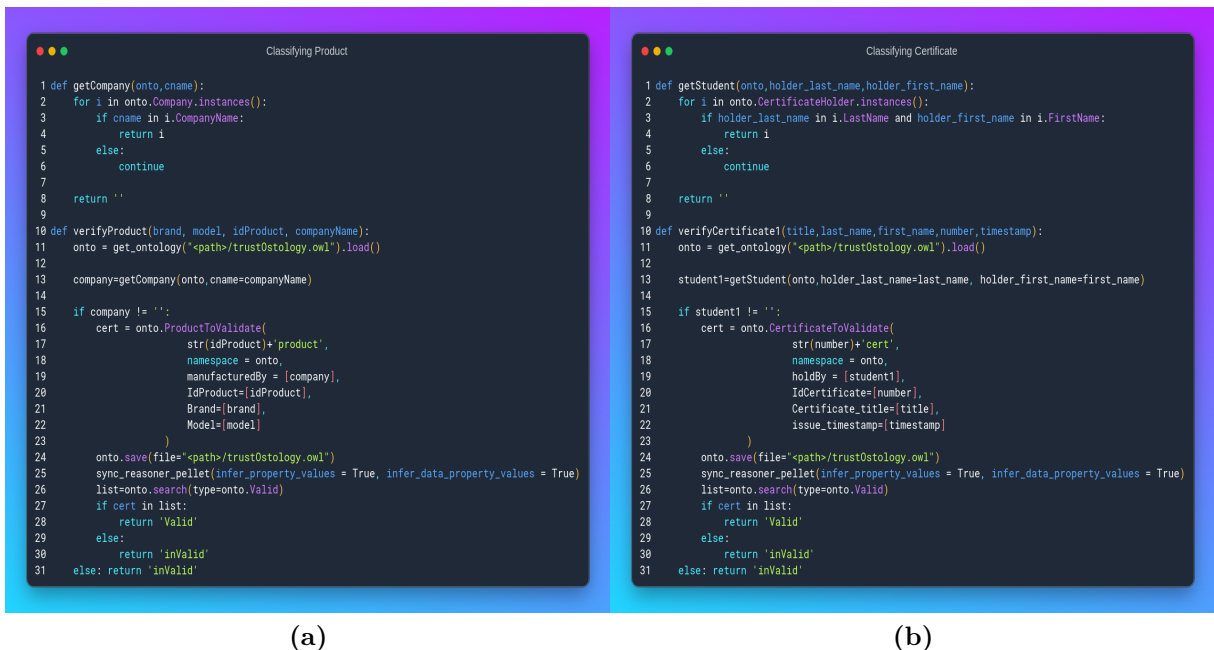 Classifying Product
1 def getCompany(onto,cname):
2 for i in onto.Company.instances():
3 if cname in i.CompanyName:
4 return i
5 else:
6 continue
7
8 return ''
9
10 def verifyProduct(brand, model, idProduct, companyName):
11 onto = get_ontology("<path>/trustOstology.owl").load()
12
13 company=getCompany(onto,cname=companyName)
14
15 if company != '':
16 cert = onto.ProductToValidate(
17 str(idProduct)+'product',
18 namespace = onto,
19 manufacturedBy = [company],
20 IdProduct=[idProduct],
21 Brand=[brand],
22 Model=[model]
23 )
24 onto.save(file="<path>/trustOstology.owl")
25 sync_reasoner_pellet(infer_property_values = True, infer_data_property_values = True)
26 list=onto.search(type=onto.Valid)
27 if cert in list:
28 return 'Valid'
29 else:
30 return 'inValid'
31 else: return 'inValid'
(a)
Classifying Certificate
1 def getStudent(onto,holder_last_name,holder_first_name):
2 for i in onto.CertificateHolder.instances():
3 if holder_last_name in i.LastName and holder_first_name in i.FirstName:
4 return i
5 else:
6 continue
7
8 return ''
9
10 def verifyCertificate1(title,last_name,first_name,number,timestamp):
11 onto = get_ontology("<path>/trustOstology.owl").load()
12
13 student1=getStudent(onto,holder_last_name=last_name, holder_first_name=first_name)
14
15 if student1 != '':
16 cert = onto.CertificateToValidate(
17 str(number)+'cert',
18 namespace = onto,
19 holdBy = [student1],
20 IdCertificate=[number],
21 Certificate_title=[title],
22 issue_timestamp=[timestamp]
23 )
24 onto.save(file="<path>/trustOstology.owl")
25 sync_reasoner_pellet(infer_property_values = True, infer_data_property_values = True)
26 list=onto.search(type=onto.Valid)
27 if cert in list:
28 return 'Valid'
29 else:
30 return 'inValid'
31 else: return 'inValid'
(b)